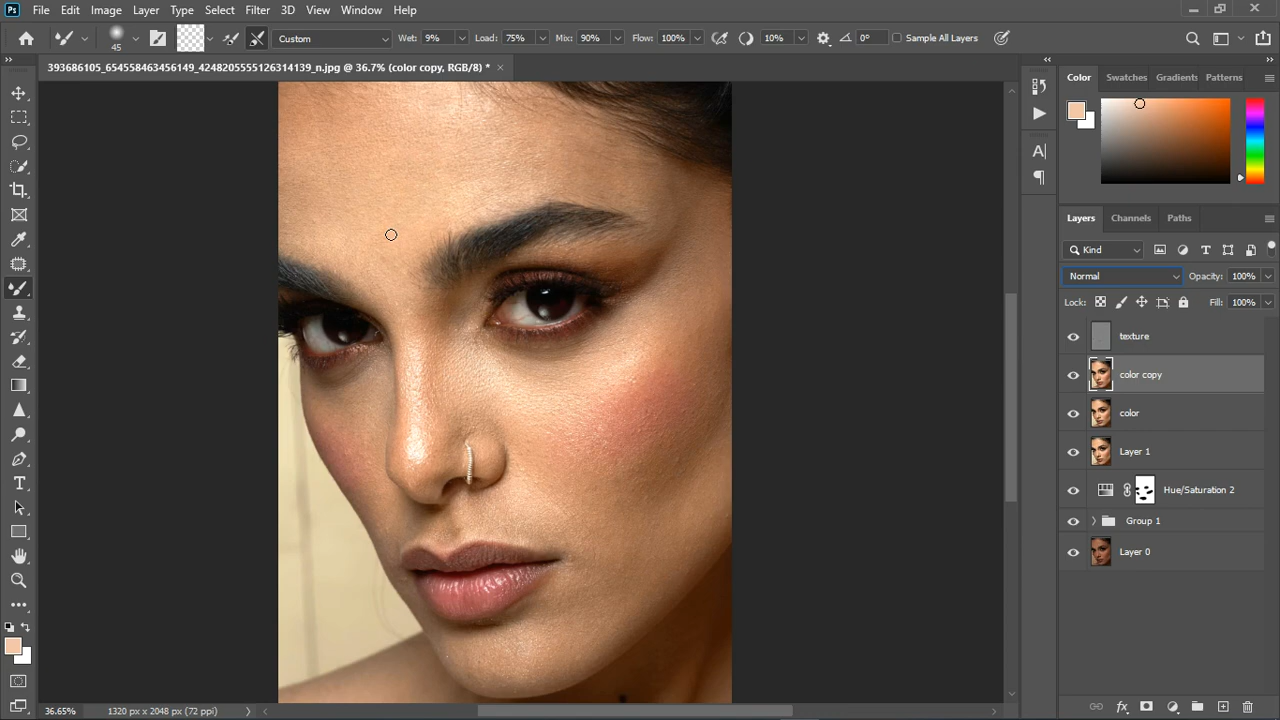 Ps File Edit Image Layer Type Select Filter 3D View Window Help
45 Custom Wet: 9% Load: 75% Mix: 90% Flow: 100% 10% 0° Sample All Layers
393686105_654558463456149_4248205555126314139_n.jpg @ 36.7% (color copy, RGB/8) *
Color Swatches Gradients Patterns
Layers Channels Paths
Kind
Normal Opacity: 100%
Lock: Fill: 100%
texture
color copy
color
Layer 1
Hue/Saturation 2
Group 1
Layer 0
36.65% 1320 px x 2048 px (72 ppi)